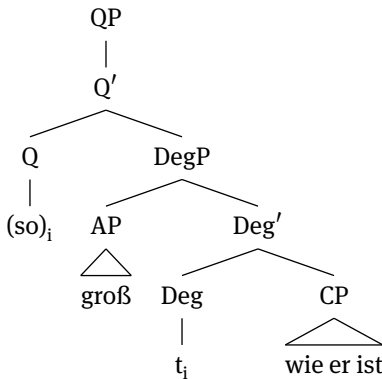 QP
Q′
Q DegP
(so)i AP Deg′
groß Deg CP
ti wie er ist